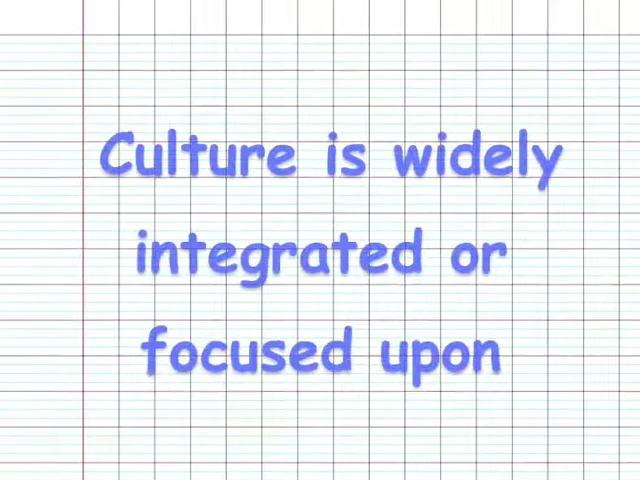 Culture is widely
integrated or
focused upon